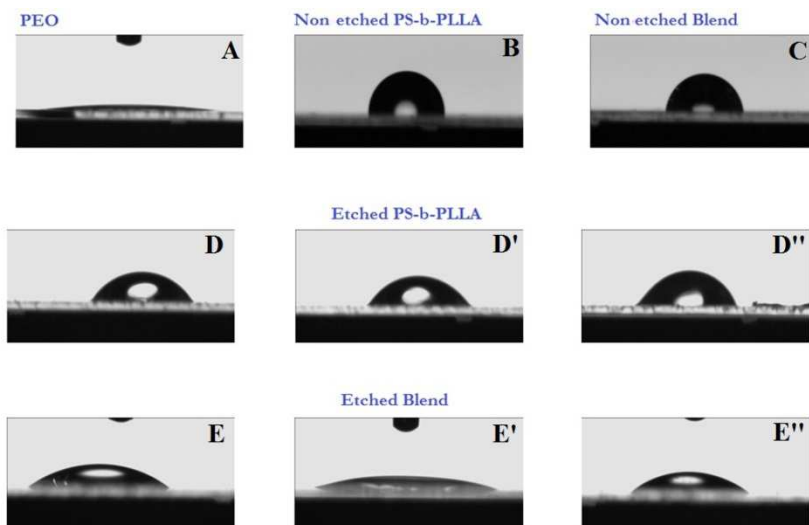 PEO
Non etched PS-b-PLLA
Non etched Blend
A
B
C
Etched PS-b-PLLA
D
D'
D"
Etched Blend
E
E'
E"